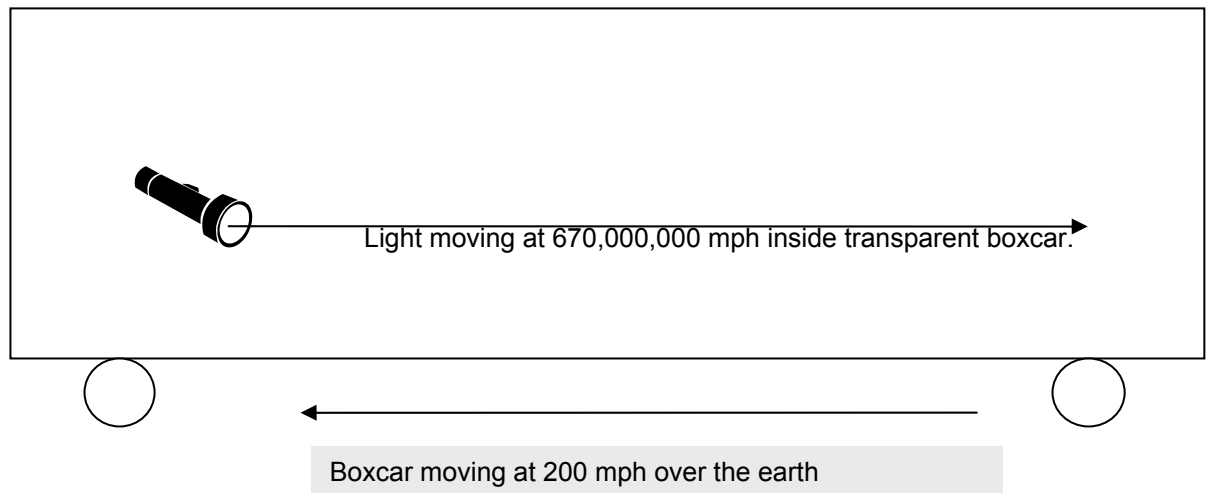 Light moving at 670,000,000 mph inside transparent boxcar.
Boxcar moving at 200 mph over the earth